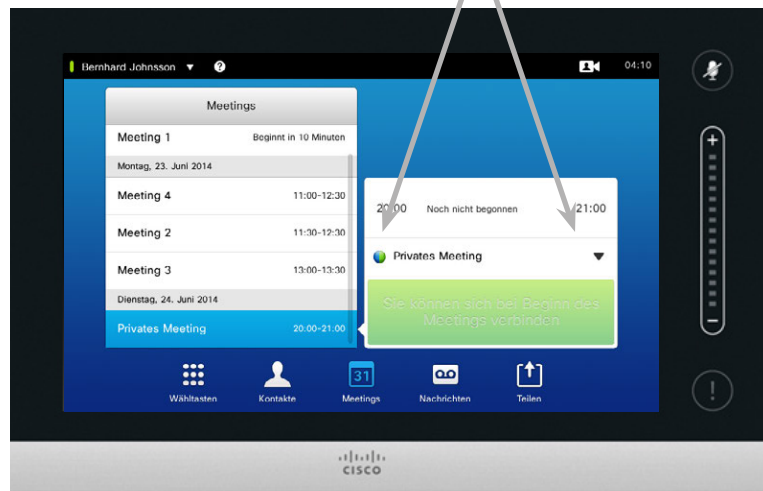 Bernhard Johnsson ▼ ?
04:10
Meetings
Meeting 1 Beginnt in 10 Minuten
Montag, 23. Juni 2014
Meeting 4 11:00-12:30
Meeting 2 11:30-12:30
Meeting 3 13:00-13:30
Dienstag, 24. Juni 2014
Privates Meeting 20:00-21:00
20:00 Noch nicht begonnen 21:00
Privates Meeting ▼
Sie können sich bei Beginn des
Meetings verbinden
31
Wähltasten Kontakte Meetings Nachrichten Teilen
+
-
!
CISCO